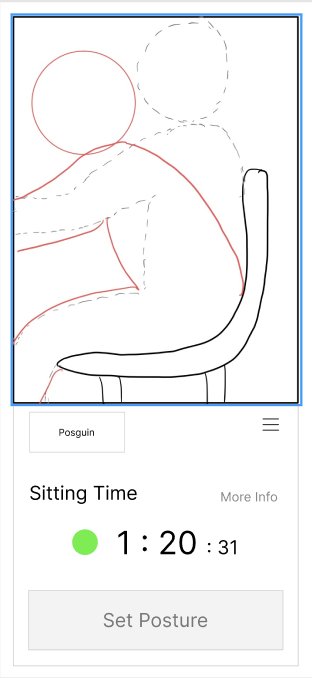 Posguin
Sitting Time
More Info
1 : 20 : 31
Set Posture